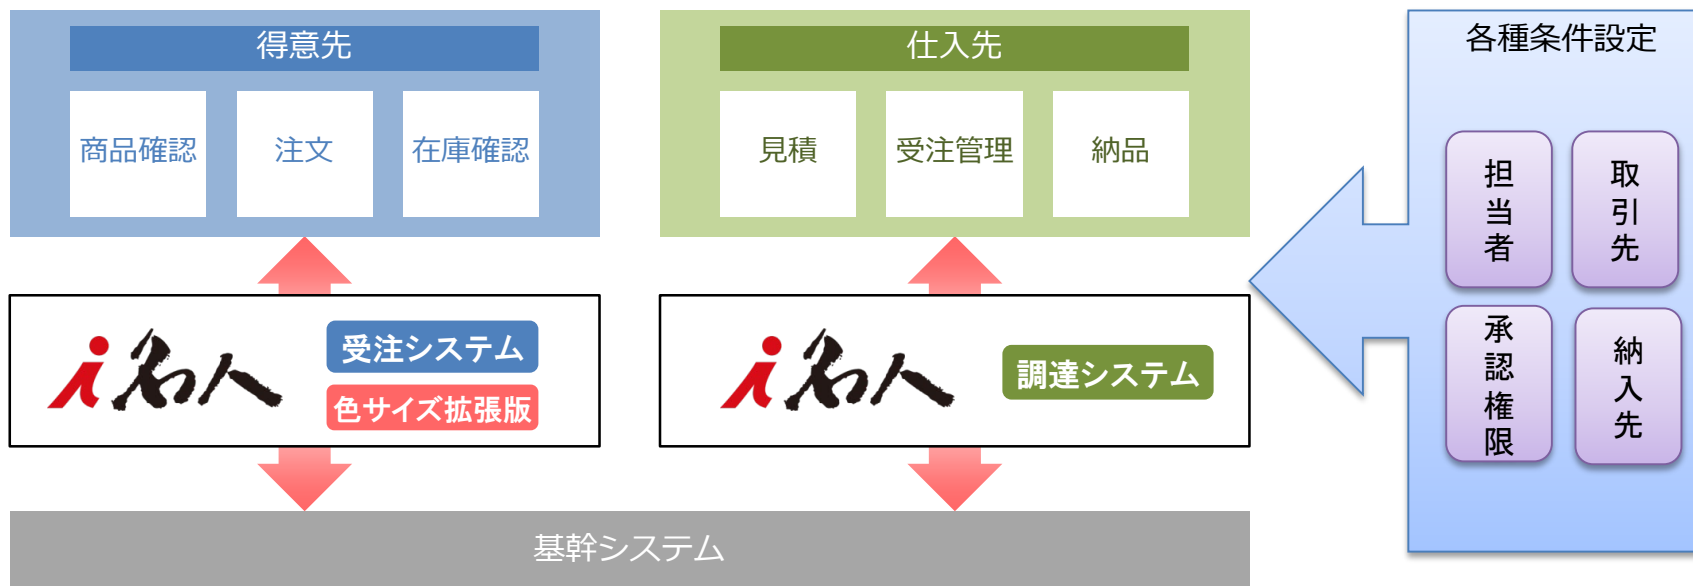 得意先
商品確認
注文
在庫確認
仕入先
見積
受注管理
納品
各種条件設定
担当者
取引先
承認権限
納入先
i名人
受注システム
色サイズ拡張版
i名人
調達システム
基幹システム